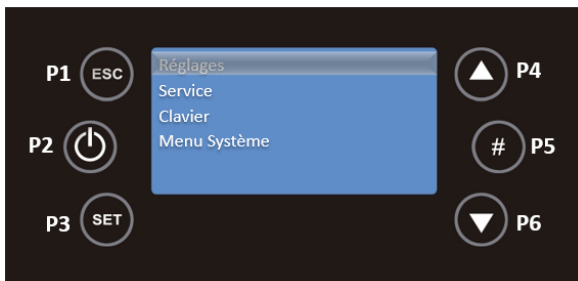 P1 ESC
P2
P3 SET
Réglages
Service
Clavier
Menu Système
P4
# P5
P6